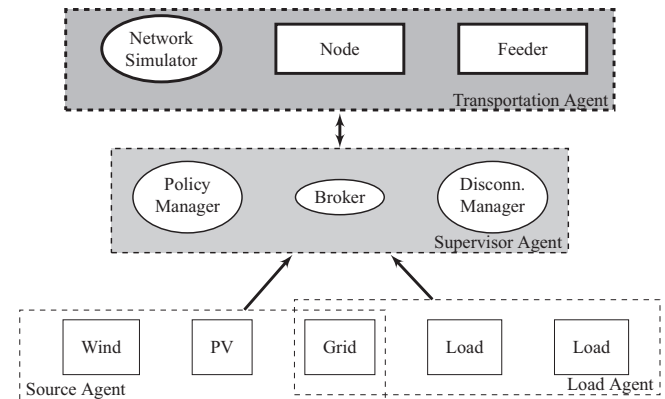 Network
Simulator
Node
Feeder
Transportation Agent
Policy
Manager
Broker
Disconn.
Manager
Supervisor Agent
Wind
PV
Grid
Load
Load
Source Agent
Load Agent